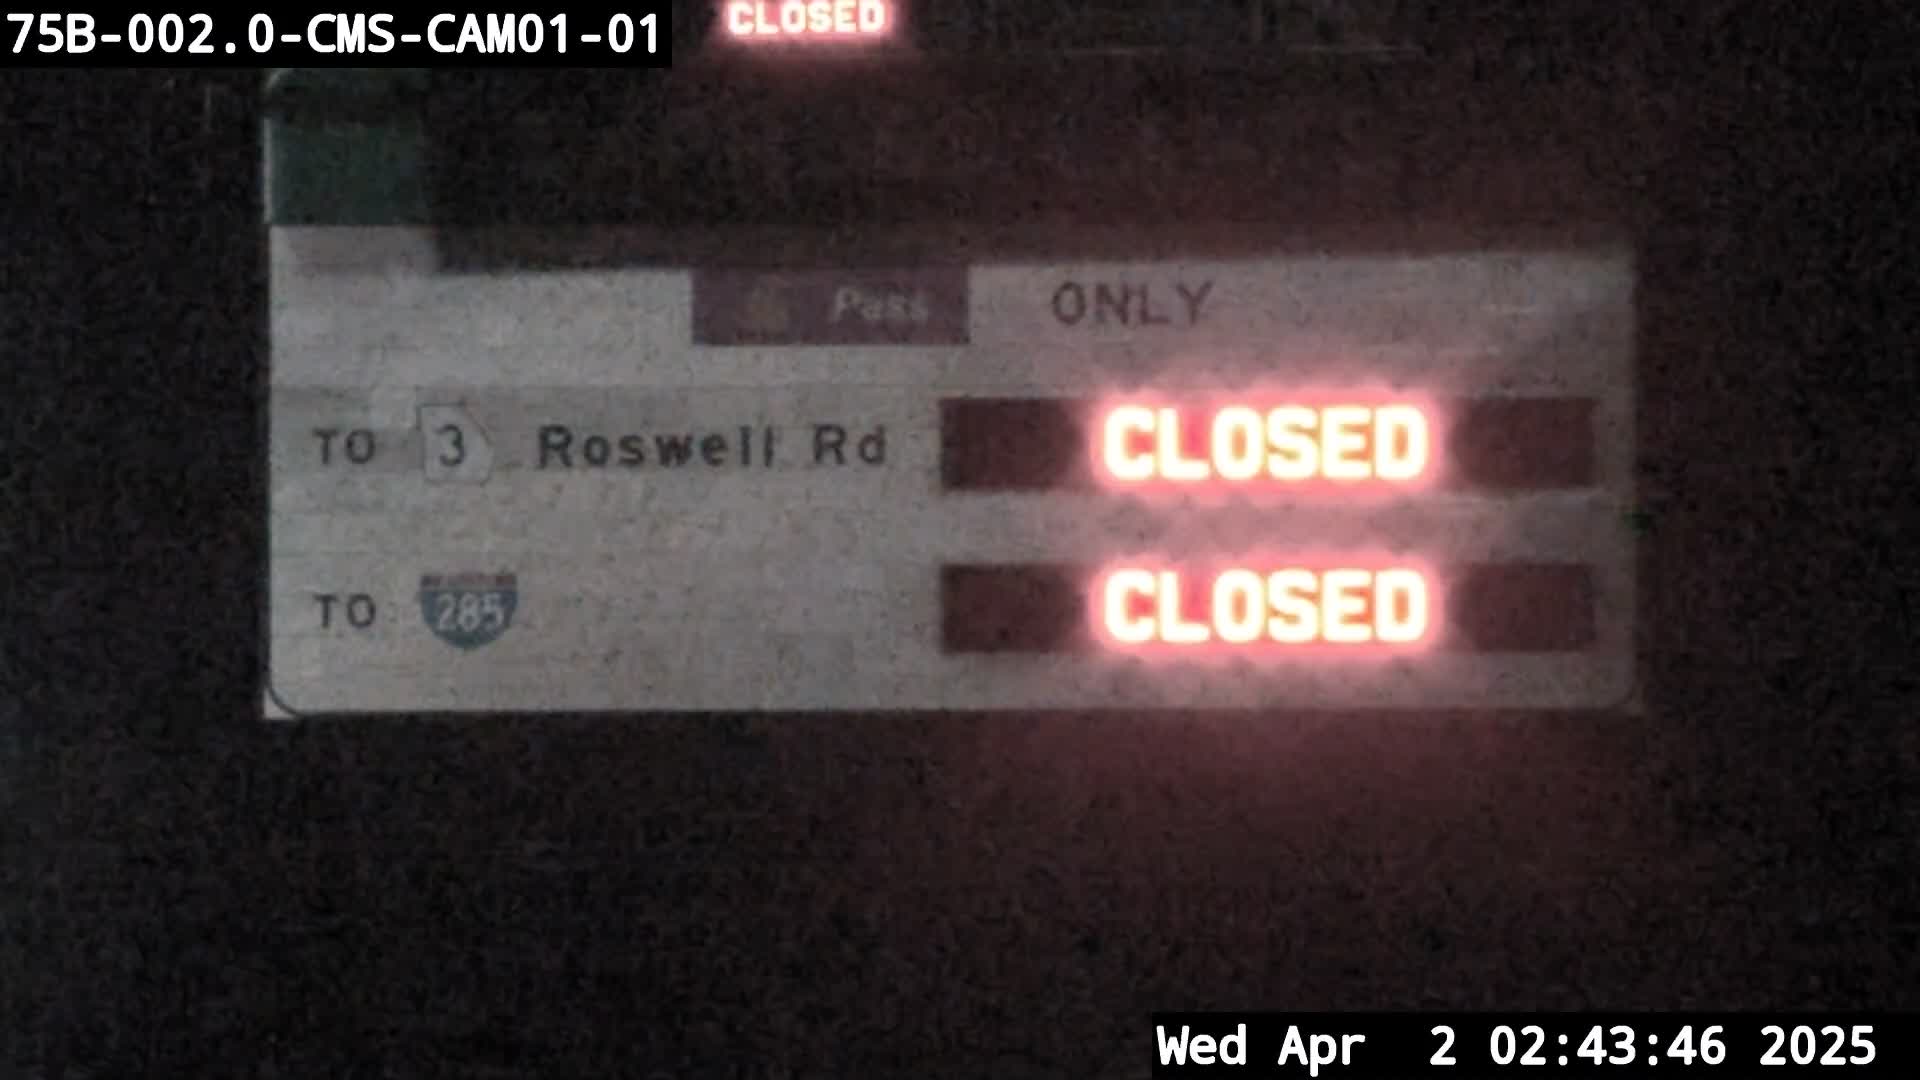 75B-002.0-CMS-CAM01-01
CLOSED
Pass ONLY
TO 3 Roswell Rd CLOSED
TO 285 CLOSED
Wed Apr 2 02:43:46 2025